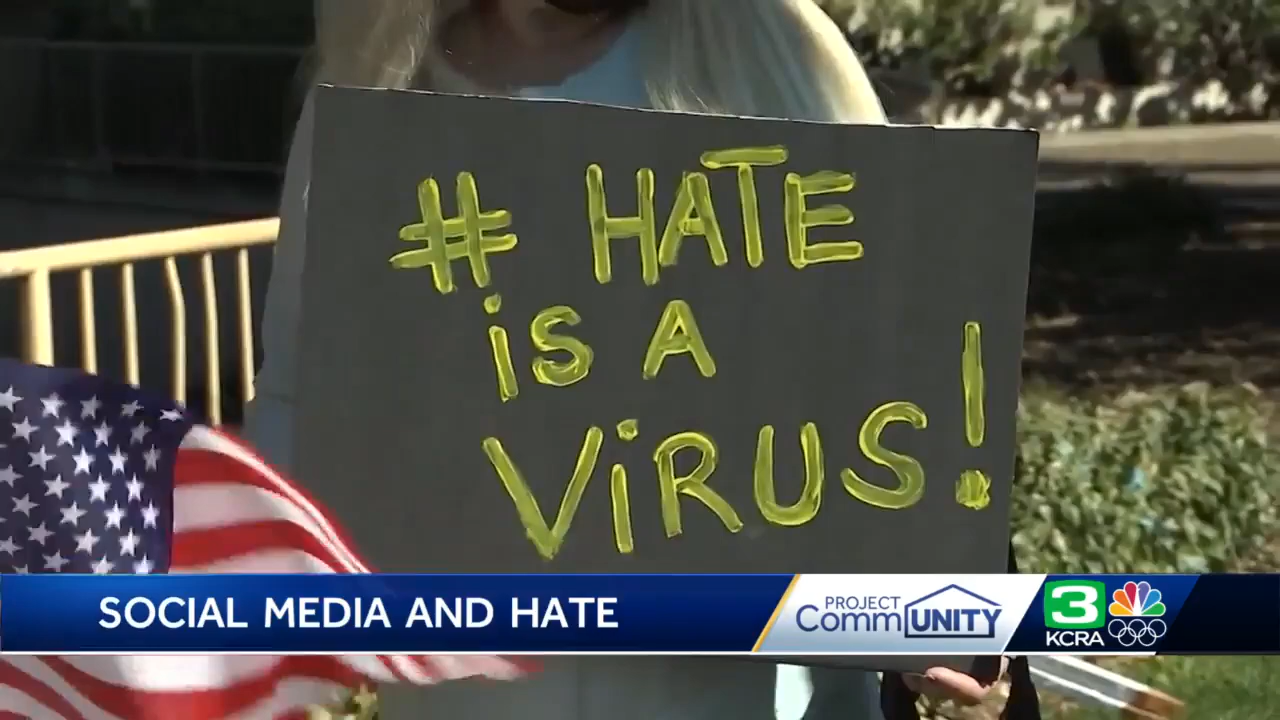 # HATE
iS A
ViRUS!
SOCIAL MEDIA AND HATE
PROJECT
CommUNITY
3
KCRA